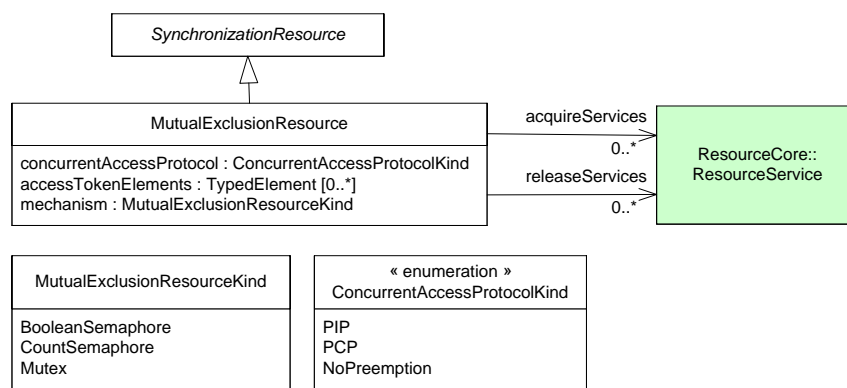 SynchronizationResource
MutualExclusionResource
concurrentAccessProtocol : ConcurrentAccessProtocolKind
accessTokenElements : TypedElement [0..*]
mechanism : MutualExclusionResourceKind
acquireServices
0..*
releaseServices
0..*
ResourceCore::
ResourceService
MutualExclusionResourceKind
BooleanSemaphore
CountSemaphore
Mutex
« enumeration »
ConcurrentAccessProtocolKind
PIP
PCP
NoPreemption